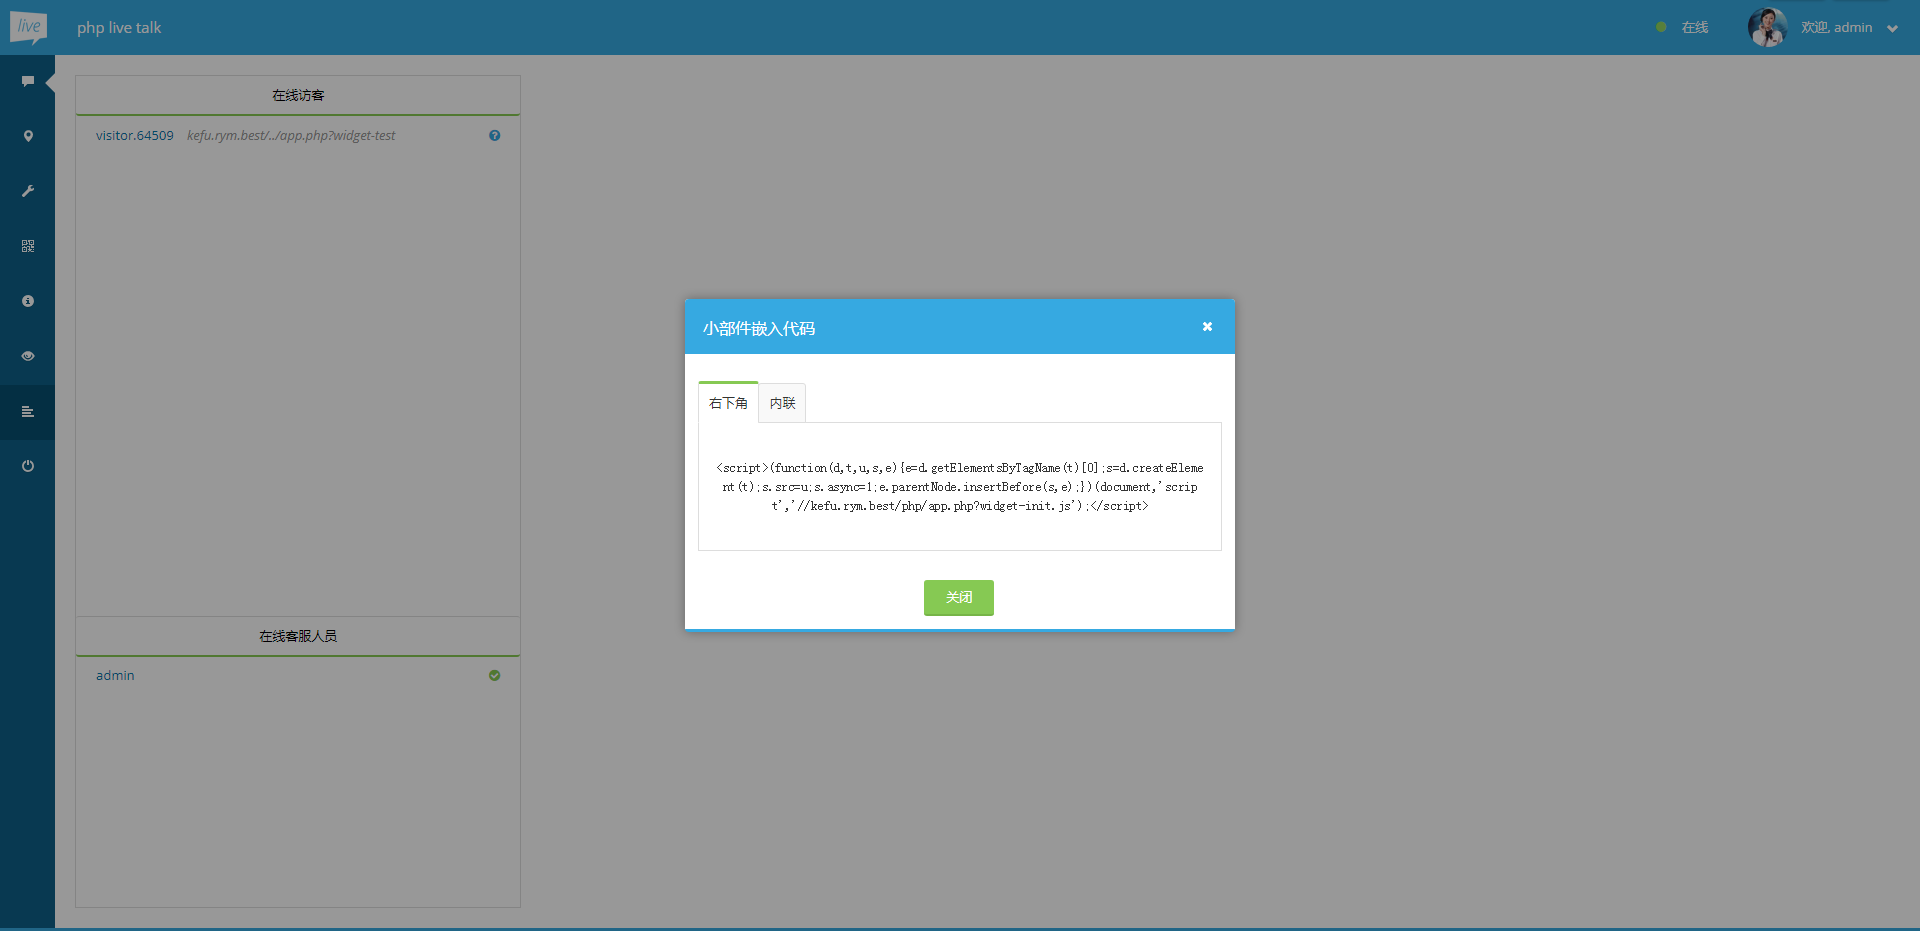 live
php live talk
在线
欢迎, admin
在线访客
visitor.64509 kefu.rym.best/../app.php?widget-test
小部件嵌入代码
右下角 内联
<script>(function(d,t,u,s,e){e=d.getElementsByTagName(t)[0];s=d.createEleme
nt(t);s.src=u;s.async=1;e.parentNode.insertBefore(s,e);})(document,'scrip
t','//kefu.rym.best/php/app.php?widget-init.js');</script>
关闭
在线客服人员
admin